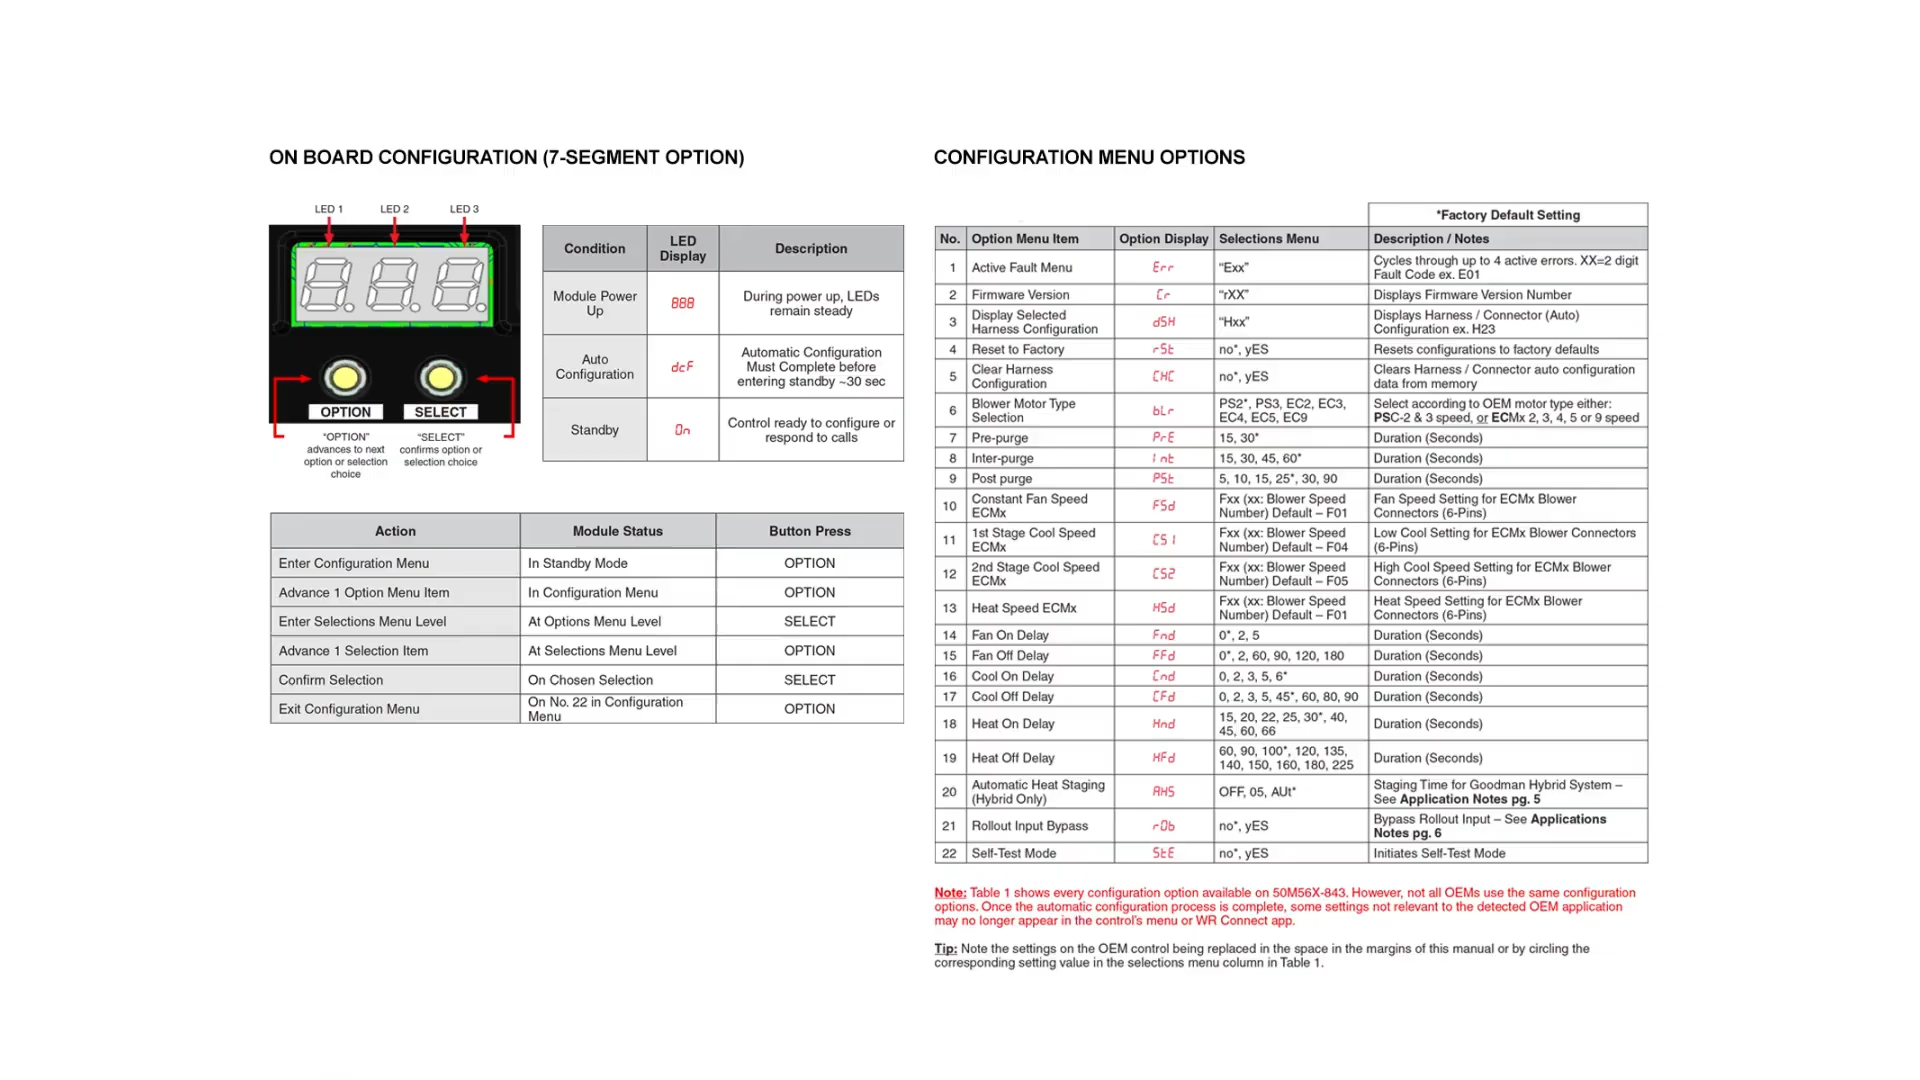 ON BOARD CONFIGURATION (7-SEGMENT OPTION)
LED 1 LED 2 LED 3
8.8.8.
OPTION SELECT
“OPTION”
advances to next
option or selection
choice
“SELECT”
confirms option or
selection choice
Condition LED Display Description
Module Power Up 888 During power up, LEDs remain steady
Auto Configuration dcF Automatic Configuration Must Complete before entering standby ~30 sec
Standby On Control ready to configure or respond to calls
Action Module Status Button Press
Enter Configuration Menu In Standby Mode OPTION
Advance 1 Option Menu Item In Configuration Menu OPTION
Enter Selections Menu Level At Options Menu Level SELECT
Advance 1 Selection Item At Selections Menu Level OPTION
Confirm Selection On Chosen Selection SELECT
Exit Configuration Menu On No. 22 in Configuration Menu OPTION
CONFIGURATION MENU OPTIONS
*Factory Default Setting
No. Option Menu Item Option Display Selections Menu Description / Notes
1 Active Fault Menu Err “Exx” Cycles through up to 4 active errors. XX=2 digit Fault Code ex. E01
2 Firmware Version Cr “rXX” Displays Firmware Version Number
3 Display Selected Harness Configuration dSH “Hxx” Displays Harness / Connector (Auto) Configuration ex. H23
4 Reset to Factory rSt no*, yES Resets configurations to factory defaults
5 Clear Harness Configuration CHC no*, yES Clears Harness / Connector auto configuration data from memory
6 Blower Motor Type Selection bLr PS2*, PS3, EC2, EC3, EC4, EC5, EC9 Select according to OEM motor type either: PSC-2 & 3 speed, or ECMx 2, 3, 4, 5 or 9 speed
7 Pre-purge PrE 15, 30* Duration (Seconds)
8 Inter-purge Int 15, 30, 45, 60* Duration (Seconds)
9 Post purge PSt 5, 10, 15, 25*, 30, 90 Duration (Seconds)
10 Constant Fan Speed ECMx FSd Fxx (xx: Blower Speed Number) Default – F01 Fan Speed Setting for ECMx Blower Connectors (6-Pins)
11 1st Stage Cool Speed ECMx CS1 Fxx (xx: Blower Speed Number) Default – F04 Low Cool Setting for ECMx Blower Connectors (6-Pins)
12 2nd Stage Cool Speed ECMx CS2 Fxx (xx: Blower Speed Number) Default – F05 High Cool Speed Setting for ECMx Blower Connectors (6-Pins)
13 Heat Speed ECMx HSd Fxx (xx: Blower Speed Number) Default – F01 Heat Speed Setting for ECMx Blower Connectors (6-Pins)
14 Fan On Delay Fnd 0*, 2, 5 Duration (Seconds)
15 Fan Off Delay FFd 0*, 2, 60, 90, 120, 180 Duration (Seconds)
16 Cool On Delay Cnd 0, 2, 3, 5, 6* Duration (Seconds)
17 Cool Off Delay CFd 0, 2, 3, 5, 45*, 60, 80, 90 Duration (Seconds)
18 Heat On Delay Hnd 15, 20, 22, 25, 30*, 40, 45, 60, 66 Duration (Seconds)
19 Heat Off Delay HFd 60, 90, 100*, 120, 135, 140, 150, 160, 180, 225 Duration (Seconds)
20 Automatic Heat Staging (Hybrid Only) AHS OFF, 05, AUt* Staging Time for Goodman Hybrid System – See Application Notes pg. 5
21 Rollout Input Bypass rOb no*, yES Bypass Rollout Input – See Applications Notes pg. 6
22 Self-Test Mode StE no*, yES Initiates Self-Test Mode
Note: Table 1 shows every configuration option available on 50M56X-843. However, not all OEMs use the same configuration
options. Once the automatic configuration process is complete, some settings not relevant to the detected OEM application
may no longer appear in the control's menu or WR Connect app.
Tip: Note the settings on the OEM control being replaced in the space in the margins of this manual or by circling the
corresponding setting value in the selections menu column in Table 1.